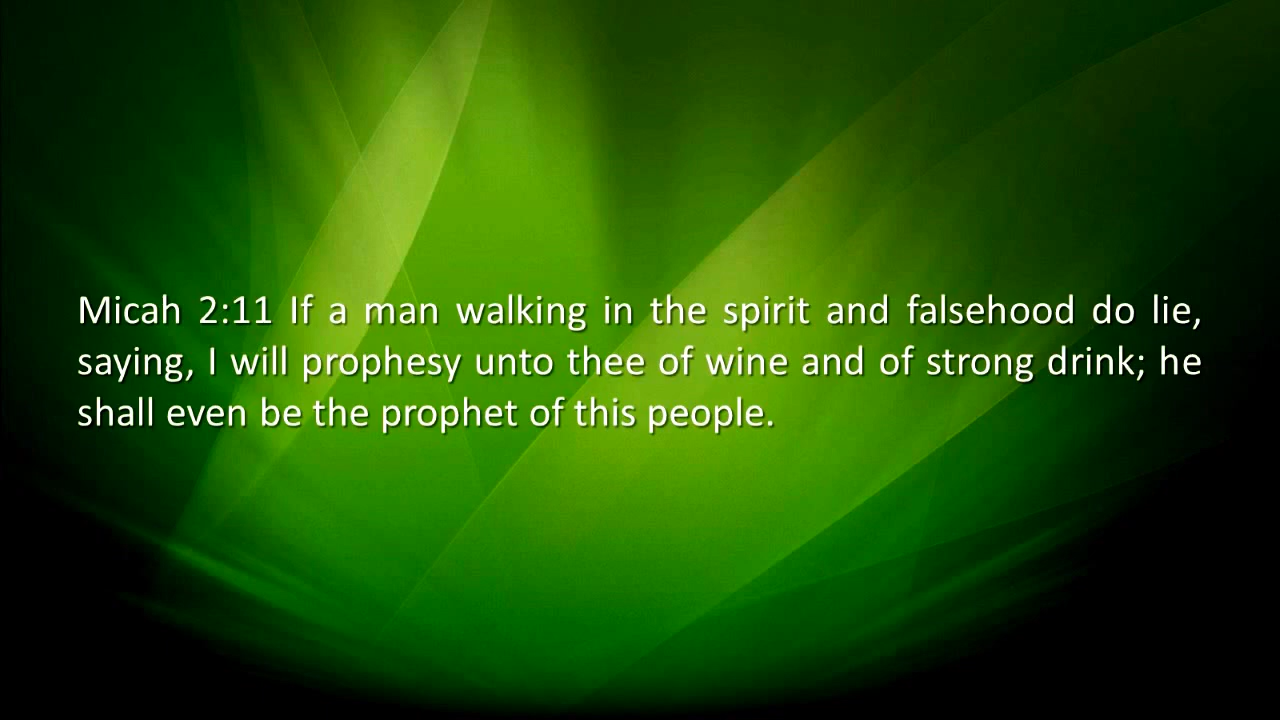 Micah 2:11 If a man walking in the spirit and falsehood do lie,
saying, I will prophesy unto thee of wine and of strong drink; he
shall even be the prophet of this people.